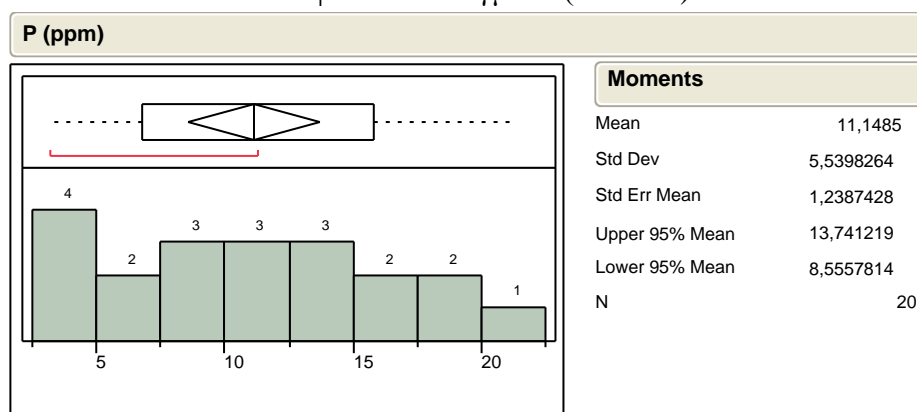 P (ppm)
Moments
Mean 11,1485
Std Dev 5,5398264
Std Err Mean 1,2387428
Upper 95% Mean 13,741219
Lower 95% Mean 8,5557814
N 20
4 2 3 3 3 2 2 1
5 10 15 20